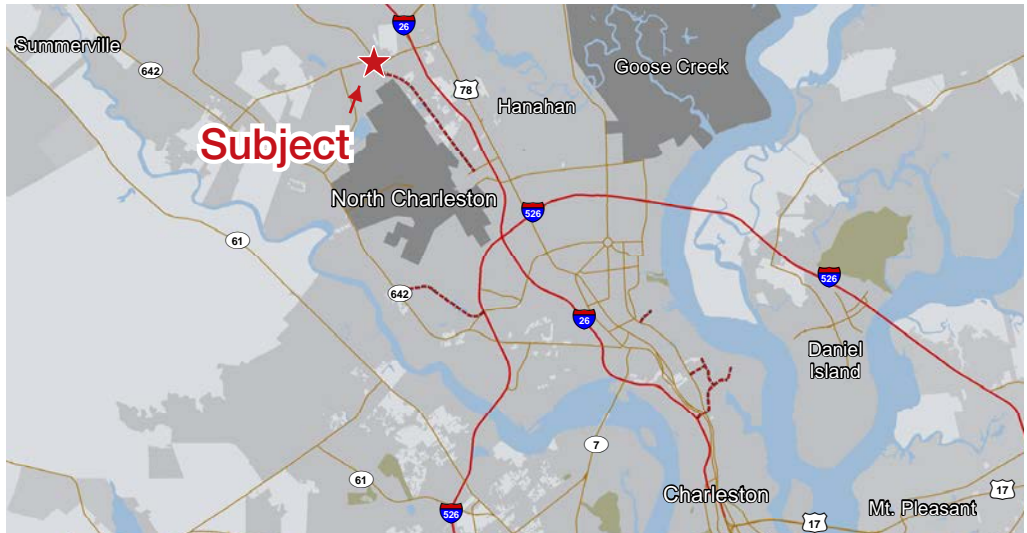 26
Summerville
642
Goose Creek
78
Hanahan
Subject
North Charleston
526
61
526
642
26
Daniel
Island
7
61
Charleston
17
526
17
Mt. Pleasant